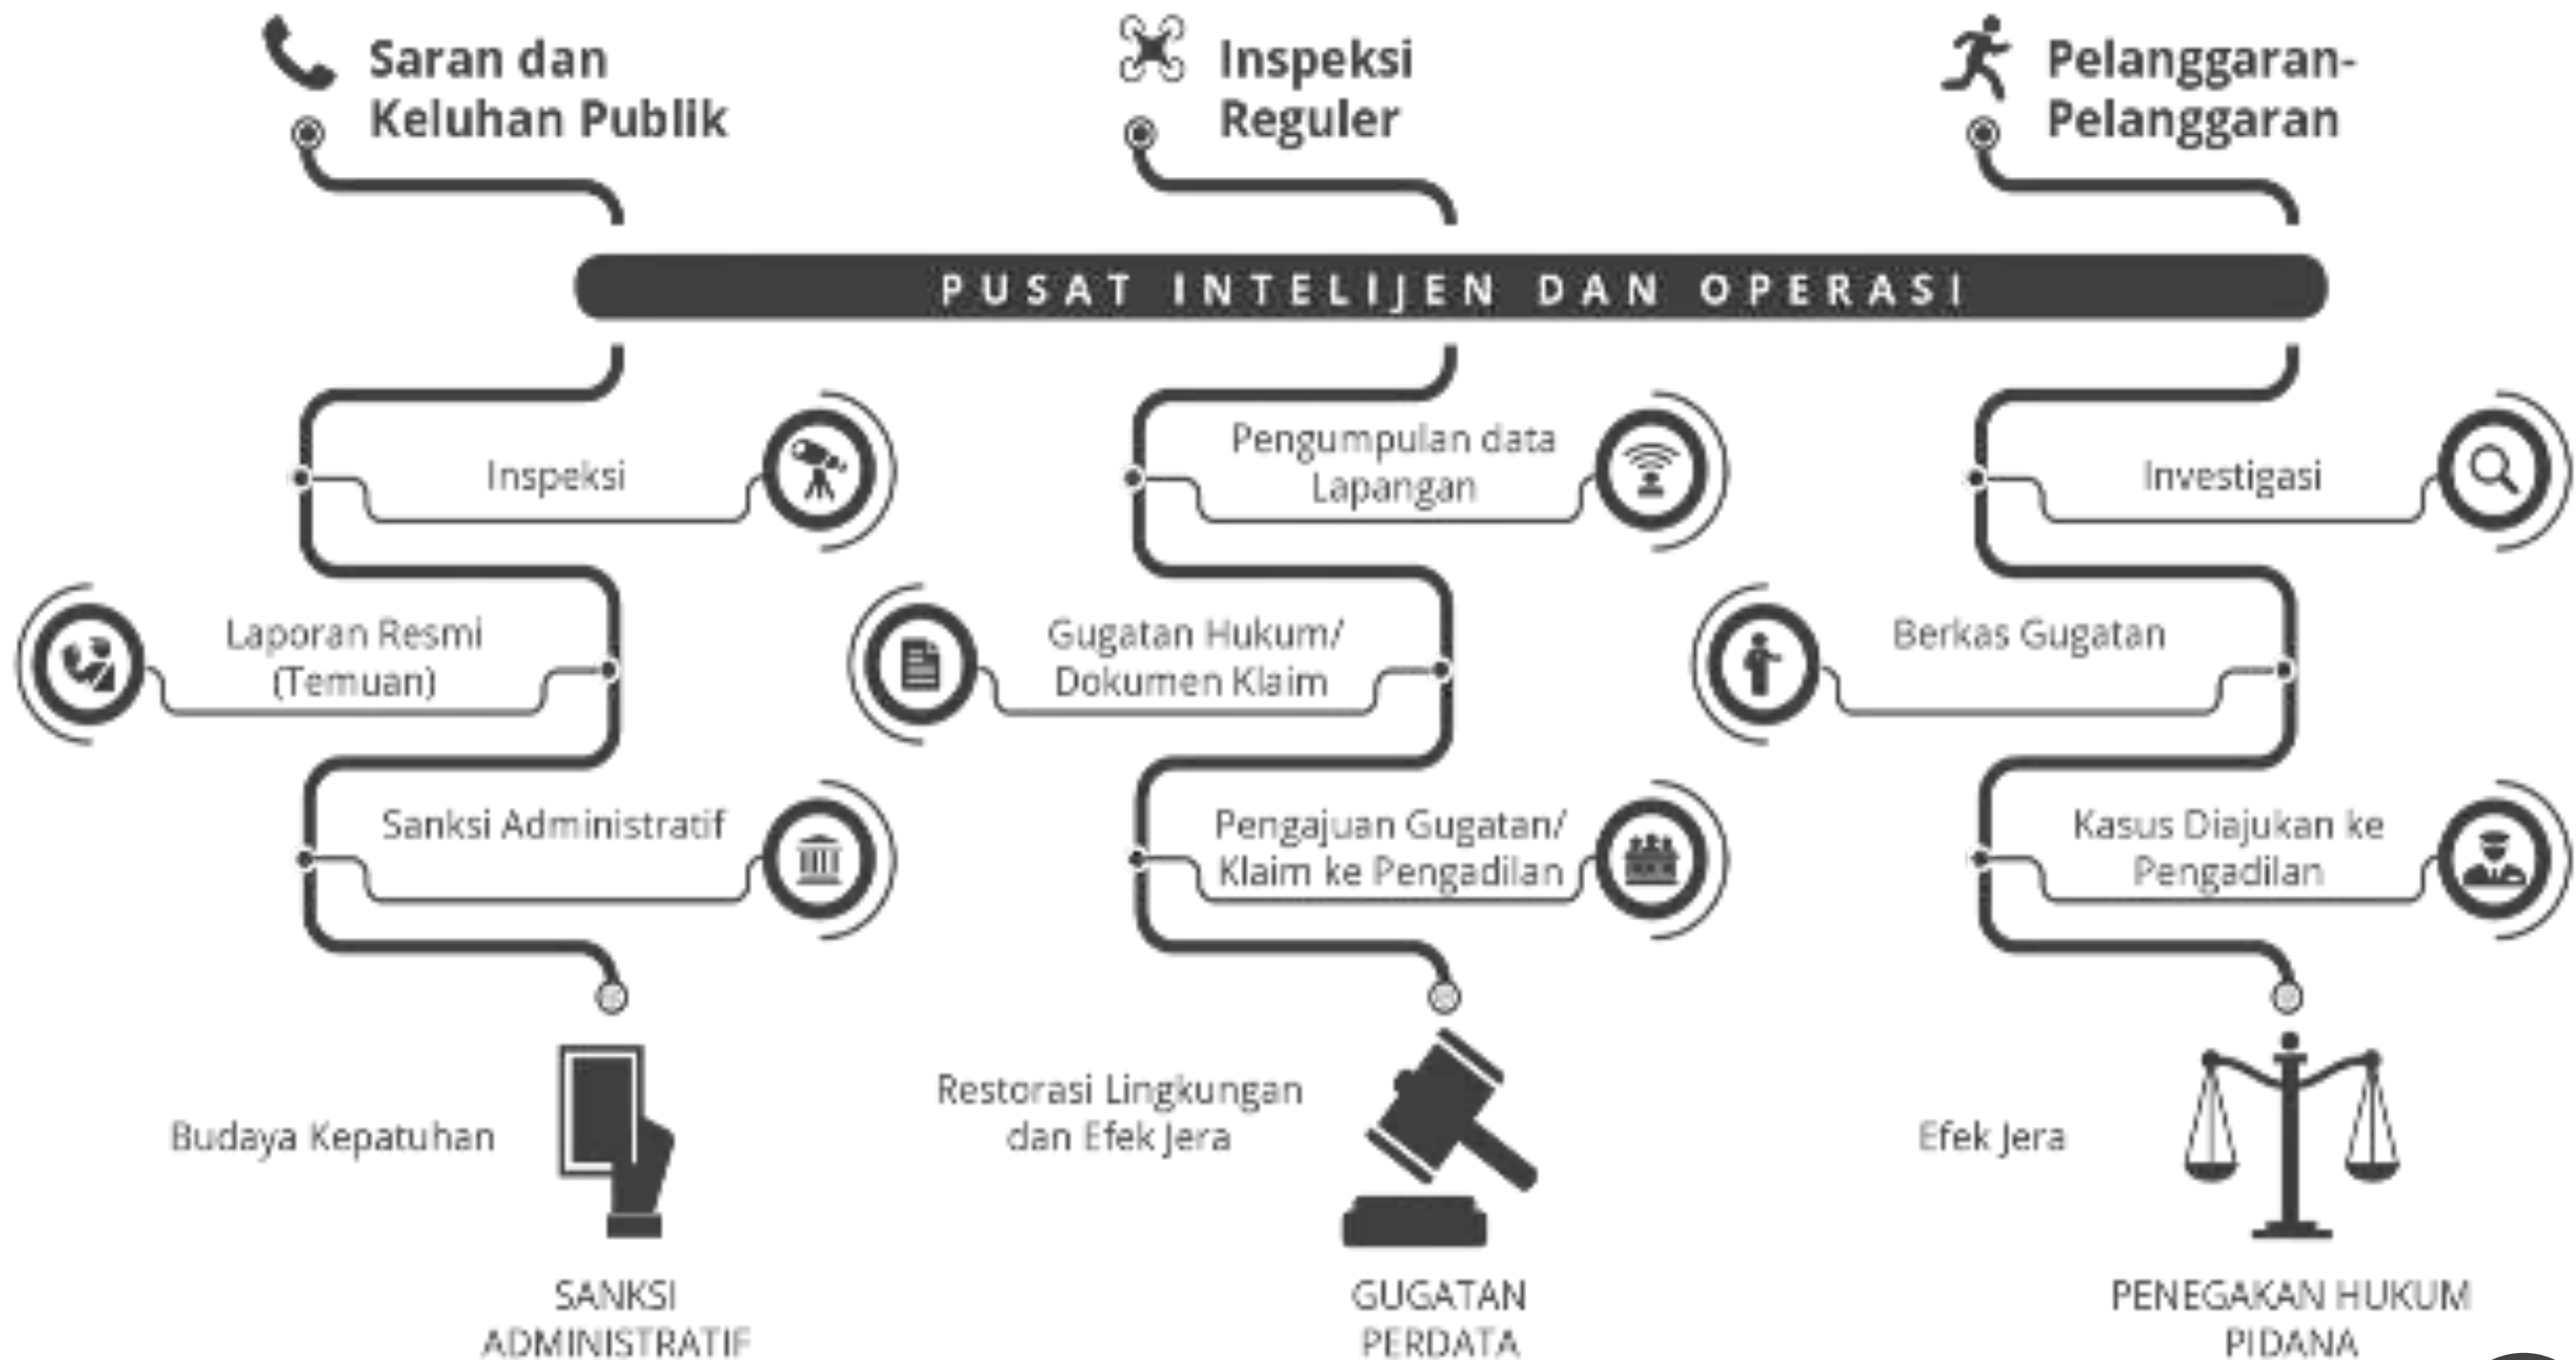 Saran dan
Keluhan Publik
Inspeksi
Reguler
Pelanggaran-
Pelanggaran
PUSAT INTELIJEN DAN OPERASI
Inspeksi
Pengumpulan data
Lapangan
Investigasi
Laporan Resmi
(Temuan)
Gugatan Hukum/
Dokumen Klaim
Berkas Gugatan
Sanksi Administratif
Pengajuan Gugatan/
Klaim ke Pengadilan
Kasus Diajukan ke
Pengadilan
Budaya Kepatuhan
Restorasi Lingkungan
dan Efek Jera
Efek Jera
SANKSI
ADMINISTRATIF
GUGATAN
PERDATA
PENEGAKAN HUKUM
PIDANA